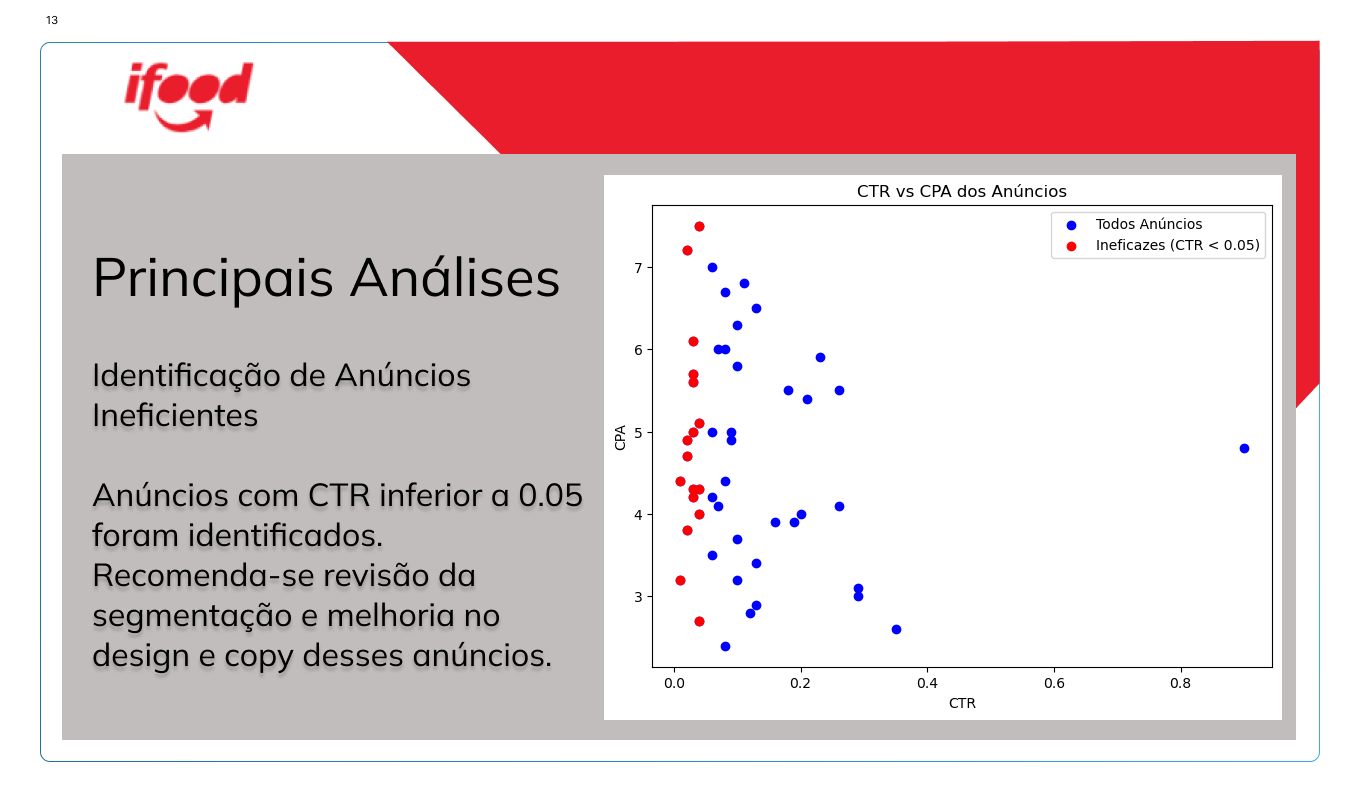 13
ifood
Principais Análises
Identificação de Anúncios
Ineficientes
Anúncios com CTR inferior a 0.05
foram identificados.
Recomenda-se revisão da
segmentação e melhoria no
design e copy desses anúncios.
CTR vs CPA dos Anúncios
Todos Anúncios
Ineficazes (CTR < 0.05)
CPA
7
6
5
4
3
0.0 0.2 0.4 0.6 0.8
CTR